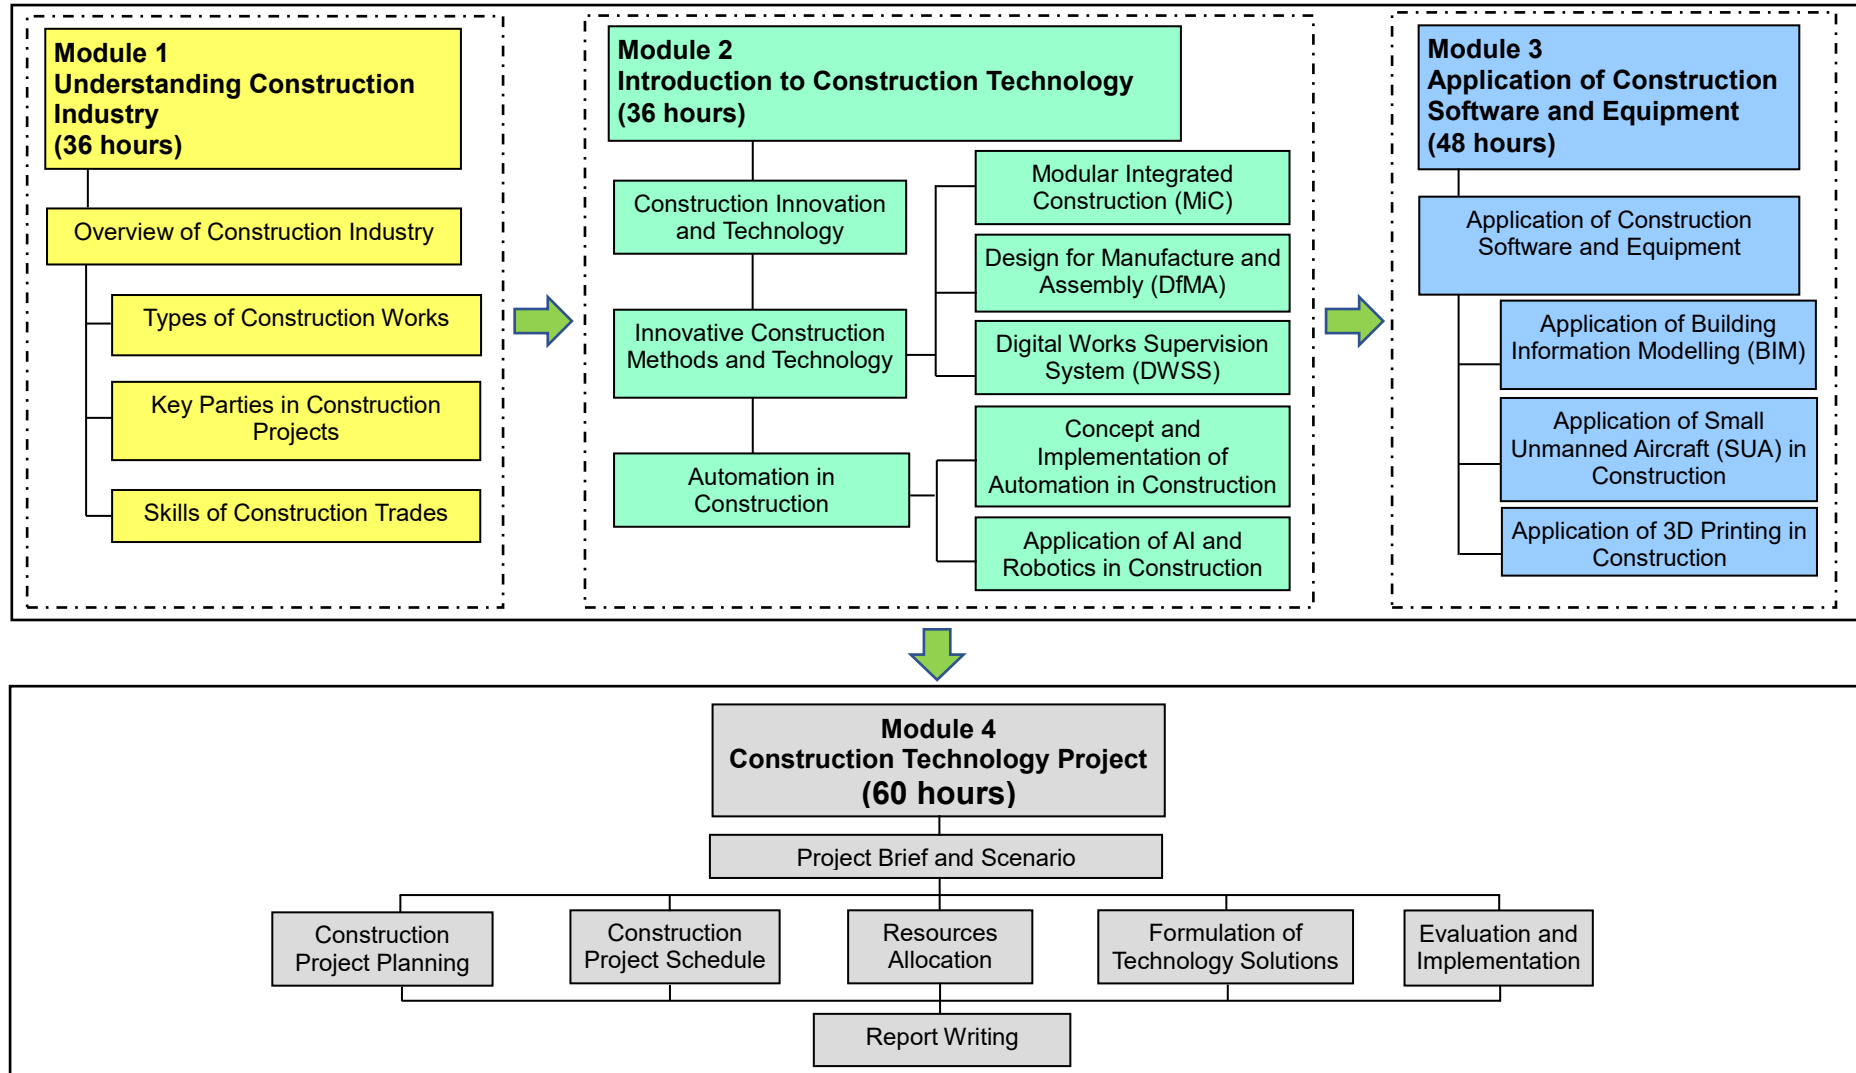 Module 1
Understanding Construction
Industry
(36 hours)
Overview of Construction Industry
Types of Construction Works
Key Parties in Construction
Projects
Skills of Construction Trades
Module 2
Introduction to Construction Technology
(36 hours)
Construction Innovation
and Technology
Innovative Construction
Methods and Technology
Automation in
Construction
Modular Integrated
Construction (MiC)
Design for Manufacture and
Assembly (DfMA)
Digital Works Supervision
System (DWSS)
Concept and
Implementation of
Automation in Construction
Application of AI and
Robotics in Construction
Module 3
Application of Construction
Software and Equipment
(48 hours)
Application of Construction
Software and Equipment
Application of Building
Information Modelling (BIM)
Application of Small
Unmanned Aircraft (SUA) in
Construction
Application of 3D Printing in
Construction
Module 4
Construction Technology Project
(60 hours)
Project Brief and Scenario
Construction
Project Planning
Construction
Project Schedule
Resources
Allocation
Formulation of
Technology Solutions
Evaluation and
Implementation
Report Writing